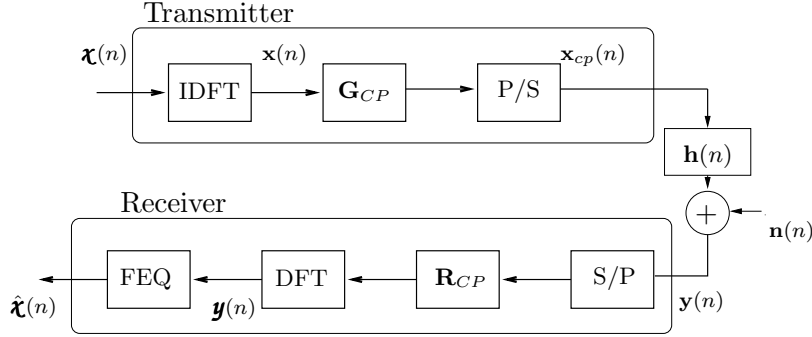 Transmitter
𝔁(n)
x(n)
x_cp(n)
IDFT
G_CP
P/S
h(n)
+
n(n)
Receiver
FEQ
DFT
R_CP
S/P
𝔁̂(n)
𝔂(n)
y(n)